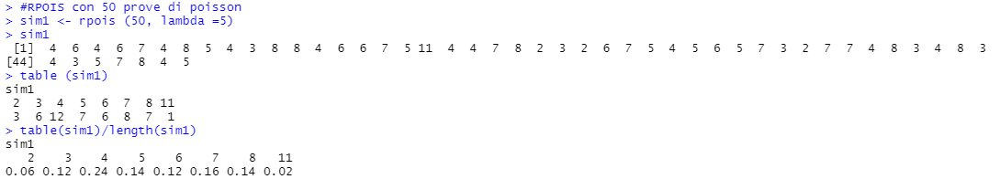 > #RPOIS con 50 prove di poisson
> sim1 <- rpois (50, lambda =5)
> sim1
 [1]  4  6  4  6  7  4  8  5  4  3  8  8  4  6  6  7  5 11  4  4  7  8  2  3  2  6  7  5  4  5  6  5  7  3  2  7  7  4  8  3  4  8  3
[44]  4  3  5  7  8  4  5
> table (sim1)
sim1
 2  3  4  5  6  7  8 11
 3  6 12  7  6  8  7  1
> table(sim1)/length(sim1)
sim1
   2    3    4    5    6    7    8   11
0.06 0.12 0.24 0.14 0.12 0.16 0.14 0.02